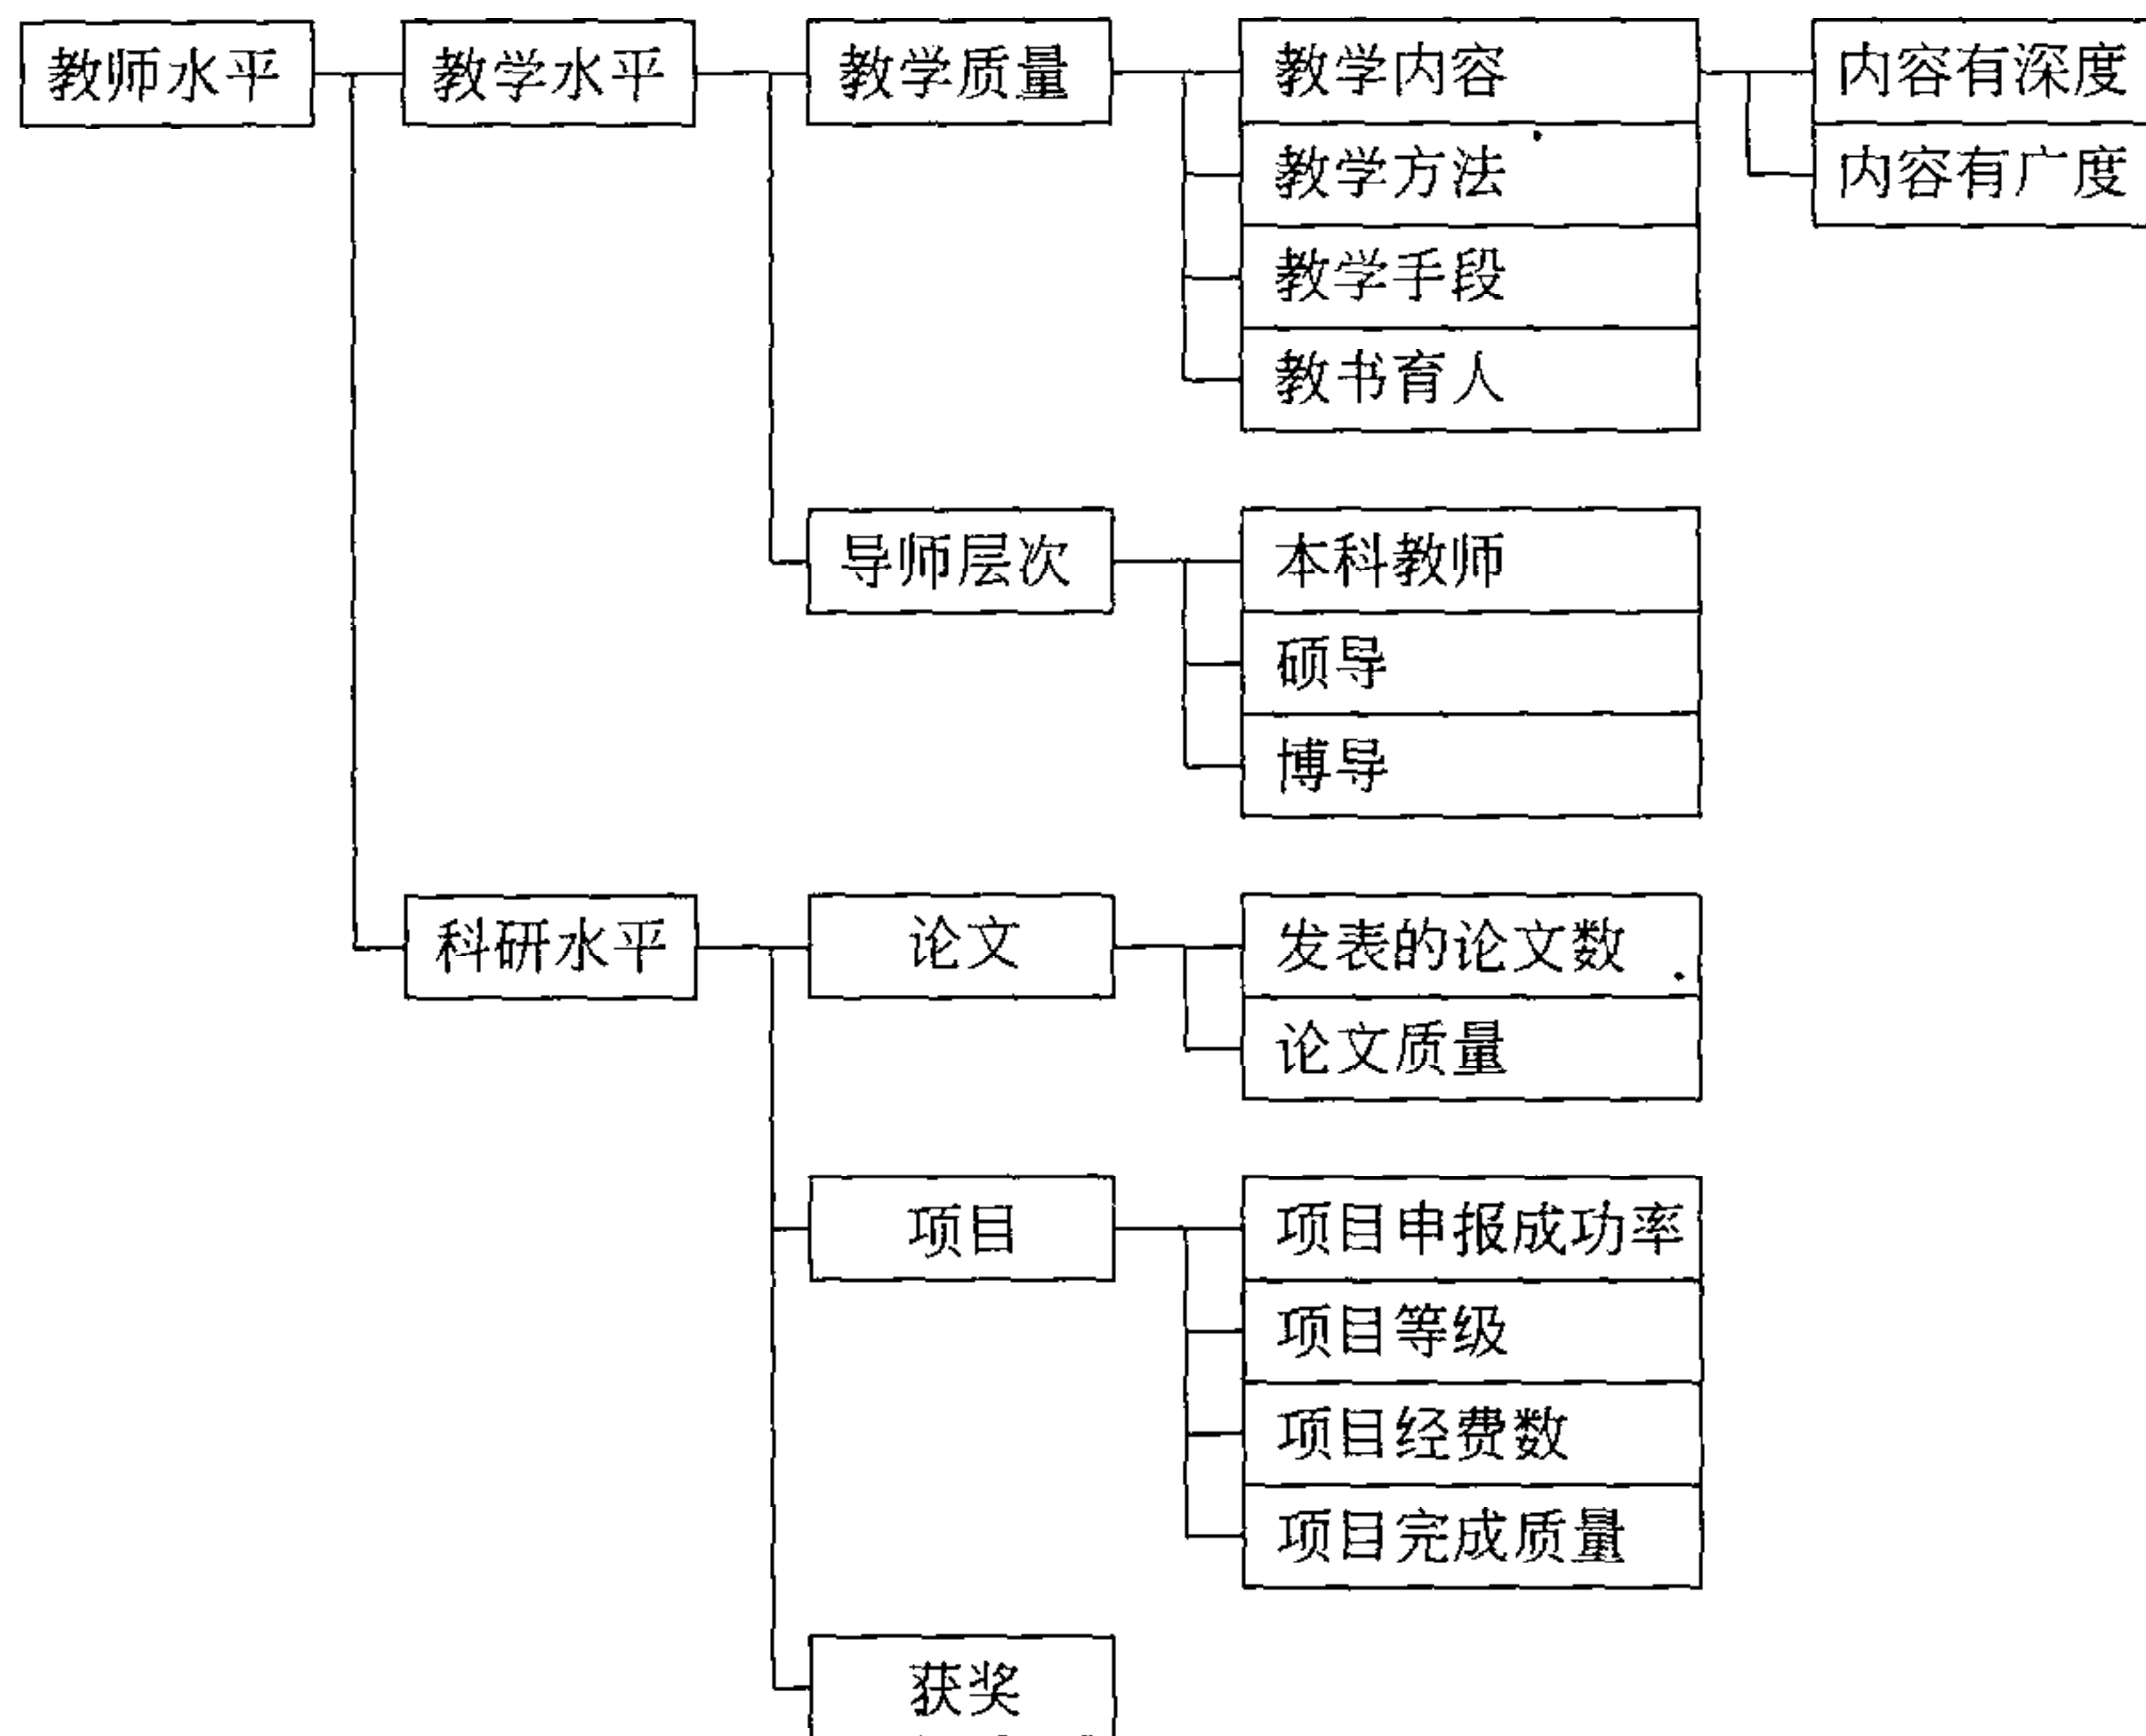 教师水平
教学水平
教学质量
教学内容
内容有深度
内容有广度
教学方法
教学手段
教书育人
导师层次
本科教师
硕导
博导
科研水平
论文
发表的论文数
论文质量
项目
项目申报成功率
项目等级
项目经费数
项目完成质量
获奖